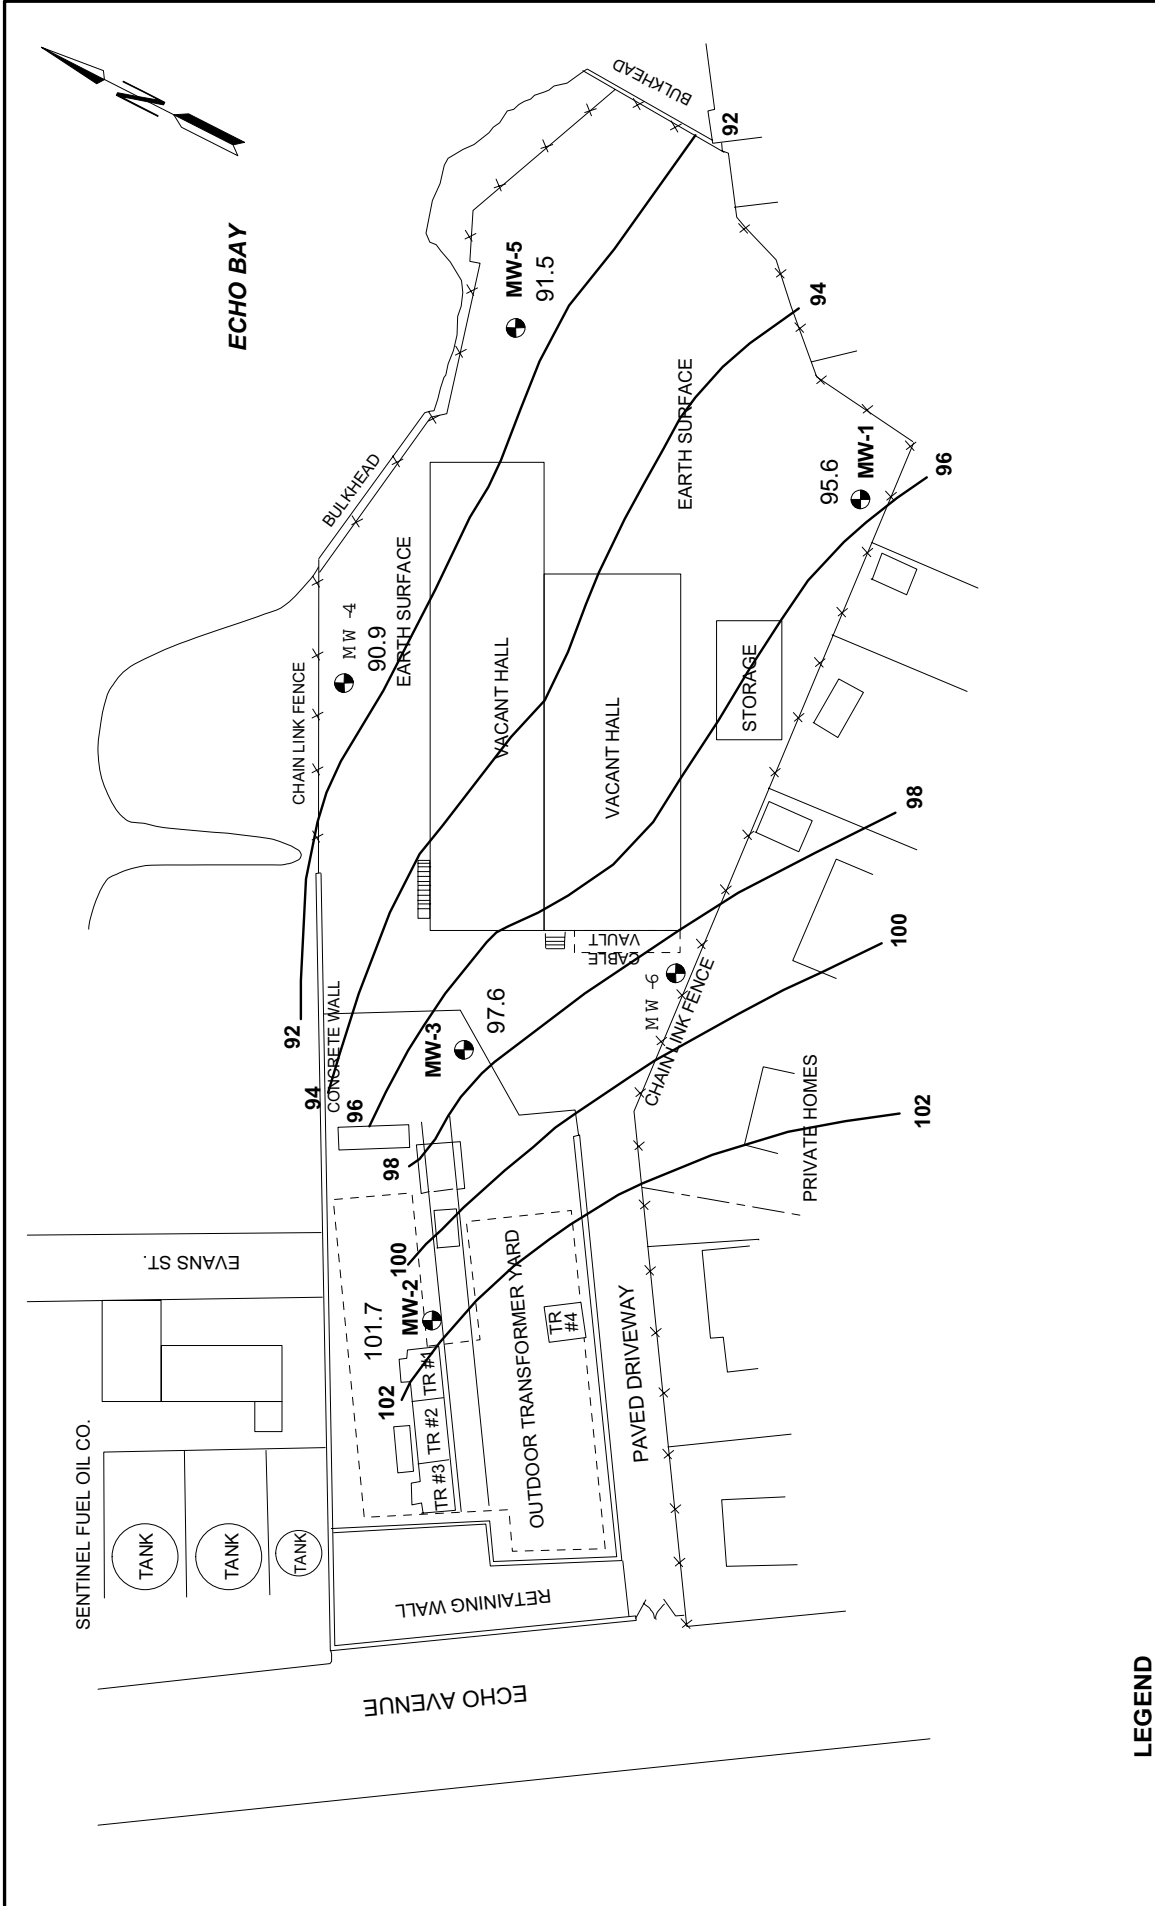 N
ECHO BAY
BULKHEAD
92
MW-5
91.5
94
EARTH SURFACE
95.6
MW-1
96
BULKHEAD
MW -4
90.9
EARTH SURFACE
CHAIN LINK FENCE
VACANT HALL
VACANT HALL
STORAGE
98
100
102
CABLE
VAULT
MW -6
CHAIN LINK FENCE
PRIVATE HOMES
97.6
MW-3
CONCRETE WALL
92
94
96
98
100
102
MW-2
101.7
EVANS ST.
TR #1
TR #2
TR #3
TR
#4
OUTDOOR TRANSFORMER YARD
PAVED DRIVEWAY
SENTINEL FUEL OIL CO.
TANK
TANK
TANK
RETAINING WALL
ECHO AVENUE
LEGEND